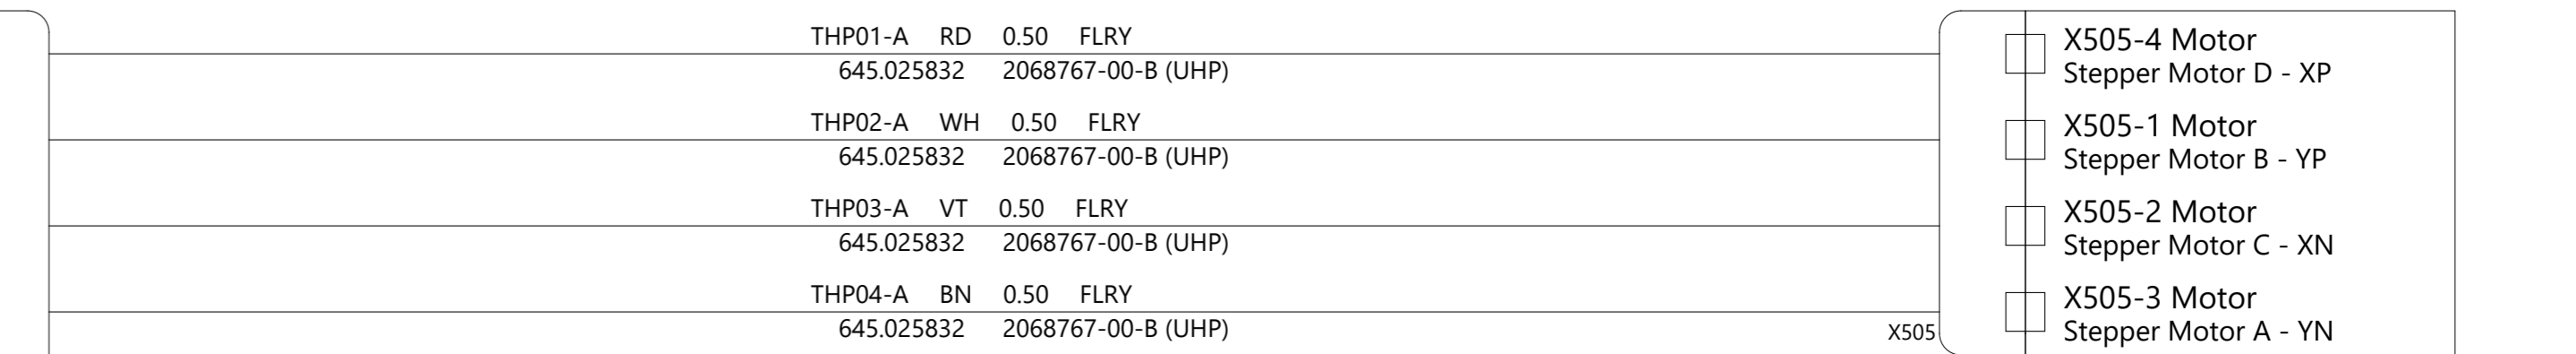 THP01-A RD 0.50 FLRY
645.025832 2068767-00-B (UHP)
X505-4 Motor
Stepper Motor D - XP
THP02-A WH 0.50 FLRY
645.025832 2068767-00-B (UHP)
X505-1 Motor
Stepper Motor B - YP
THP03-A VT 0.50 FLRY
645.025832 2068767-00-B (UHP)
X505-2 Motor
Stepper Motor C - XN
THP04-A BN 0.50 FLRY
645.025832 2068767-00-B (UHP)
X505
X505-3 Motor
Stepper Motor A - YN